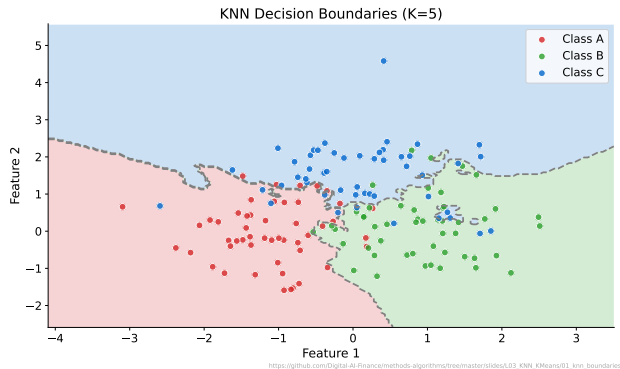 KNN Decision Boundaries (K=5)
Class A
Class B
Class C
Feature 2
5
4
3
2
1
0
−1
−2
−4
−3
−2
−1
0
1
2
3
Feature 1
https://github.com/Digital-AI-Finance/methods-algorithms/tree/master/slides/L03_KNN_KMeans/01_knn_boundaries